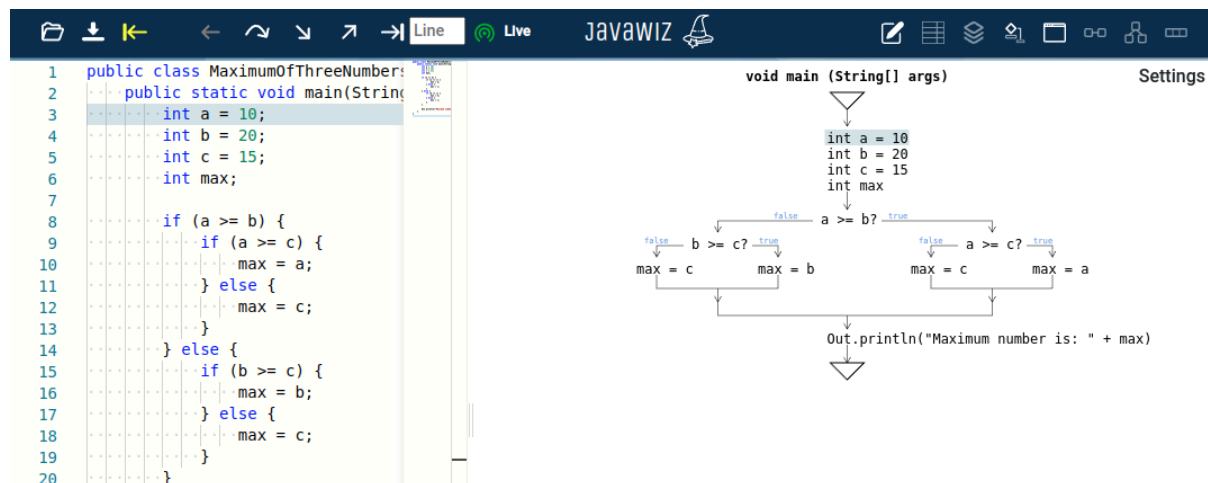 Line Live JavaWiz
1 public class MaximumOfThreeNumbers
2 public static void main(String
3 int a = 10;
4 int b = 20;
5 int c = 15;
6 int max;
7
8 if (a >= b) {
9 if (a >= c) {
10 max = a;
11 } else {
12 max = c;
13 }
14 } else {
15 if (b >= c) {
16 max = b;
17 } else {
18 max = c;
19 }
20 }
void main (String[] args)
Settings
int a = 10
int b = 20
int c = 15
int max
false a >= b? true
false b >= c? true false a >= c? true
max = c max = b max = c max = a
Out.println("Maximum number is: " + max)